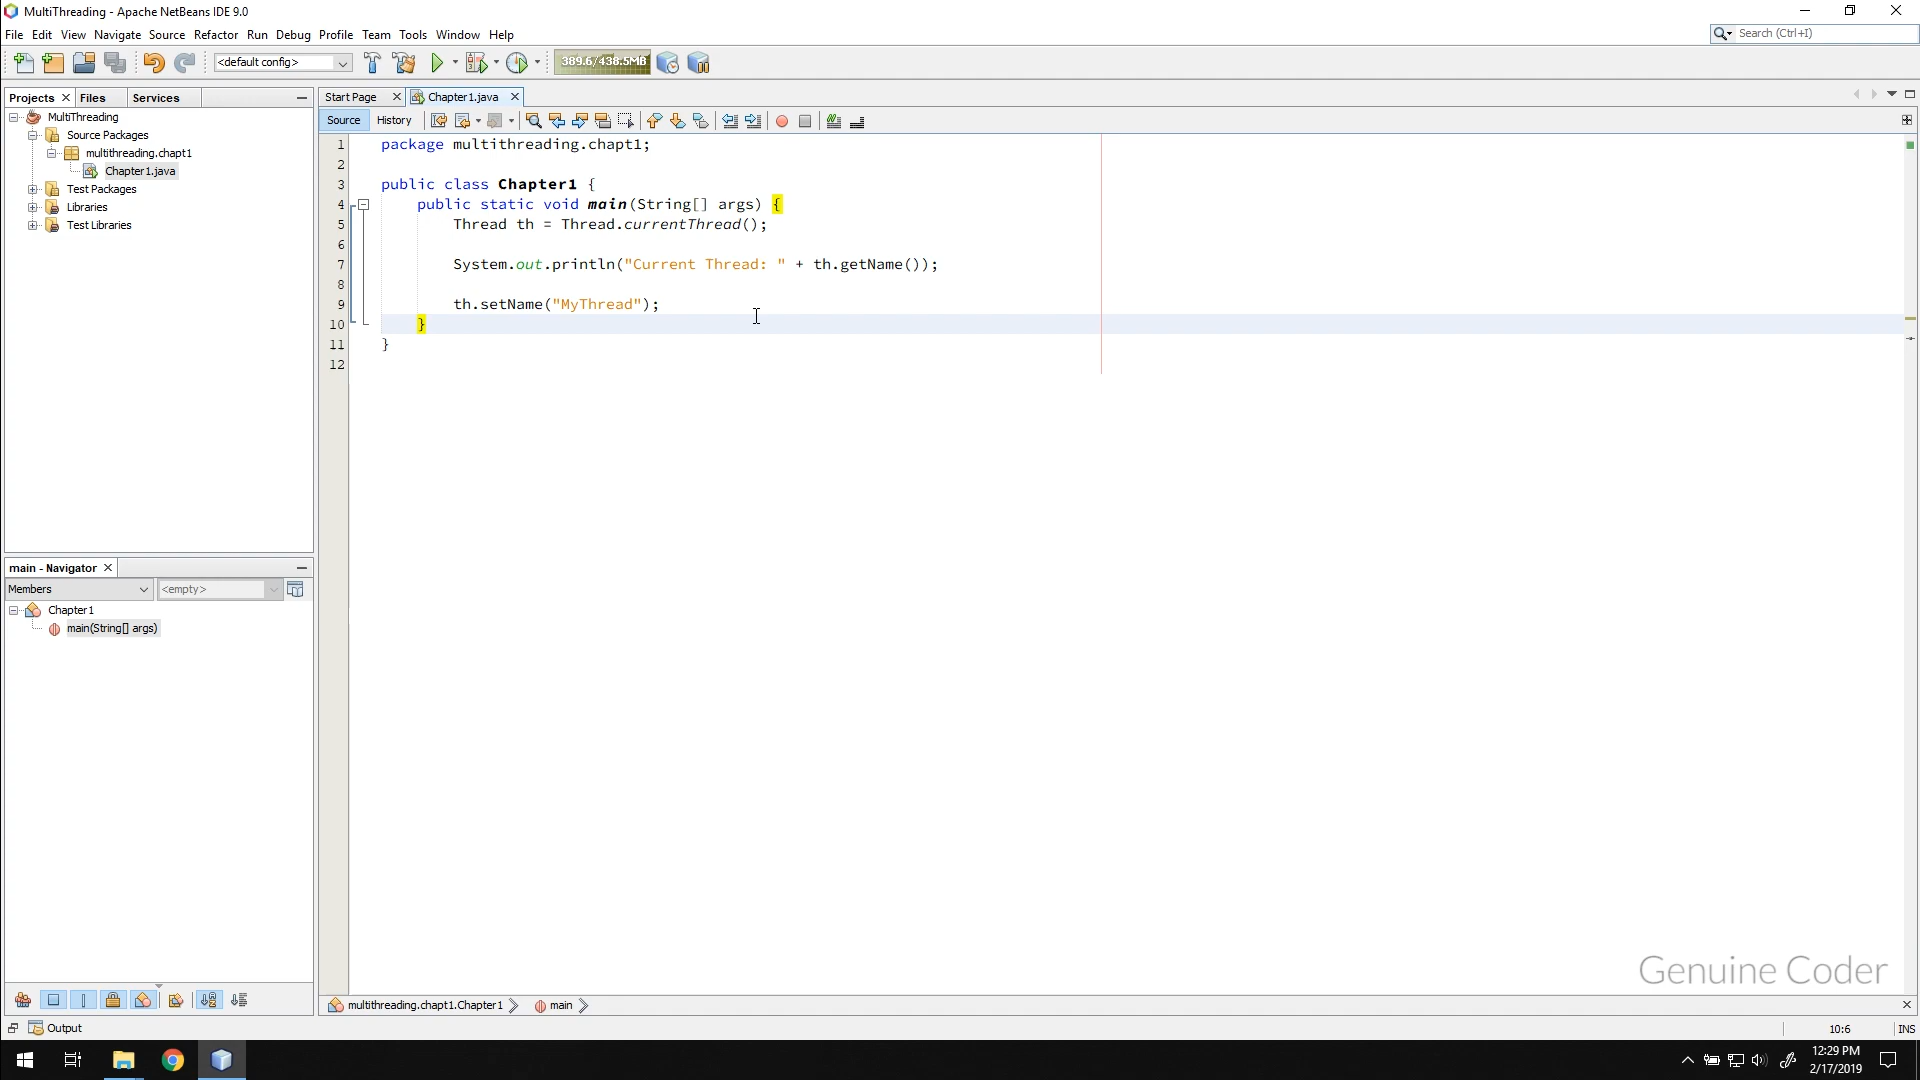 MultiThreading - Apache NetBeans IDE 9.0
File Edit View Navigate Source Refactor Run Debug Profile Team Tools Window Help
Search (Ctrl+I)
<default config>
389.6/438.5MB
Projects Files Services
Start Page Chapter1.java
Source History
MultiThreading
Source Packages
multithreading.chapt1
Chapter1.java
Test Packages
Libraries
Test Libraries
1 package multithreading.chapt1;
2
3 public class Chapter1 {
4 public static void main(String[] args) {
5 Thread th = Thread.currentThread();
6
7 System.out.println("Current Thread: " + th.getName());
8
9 th.setName("MyThread");
10 }
11 }
12
main - Navigator
Members <empty>
Chapter1
main(String[] args)
Genuine Coder
multithreading.chapt1.Chapter1 main
Output
10:6 INS
12:29 PM
2/17/2019